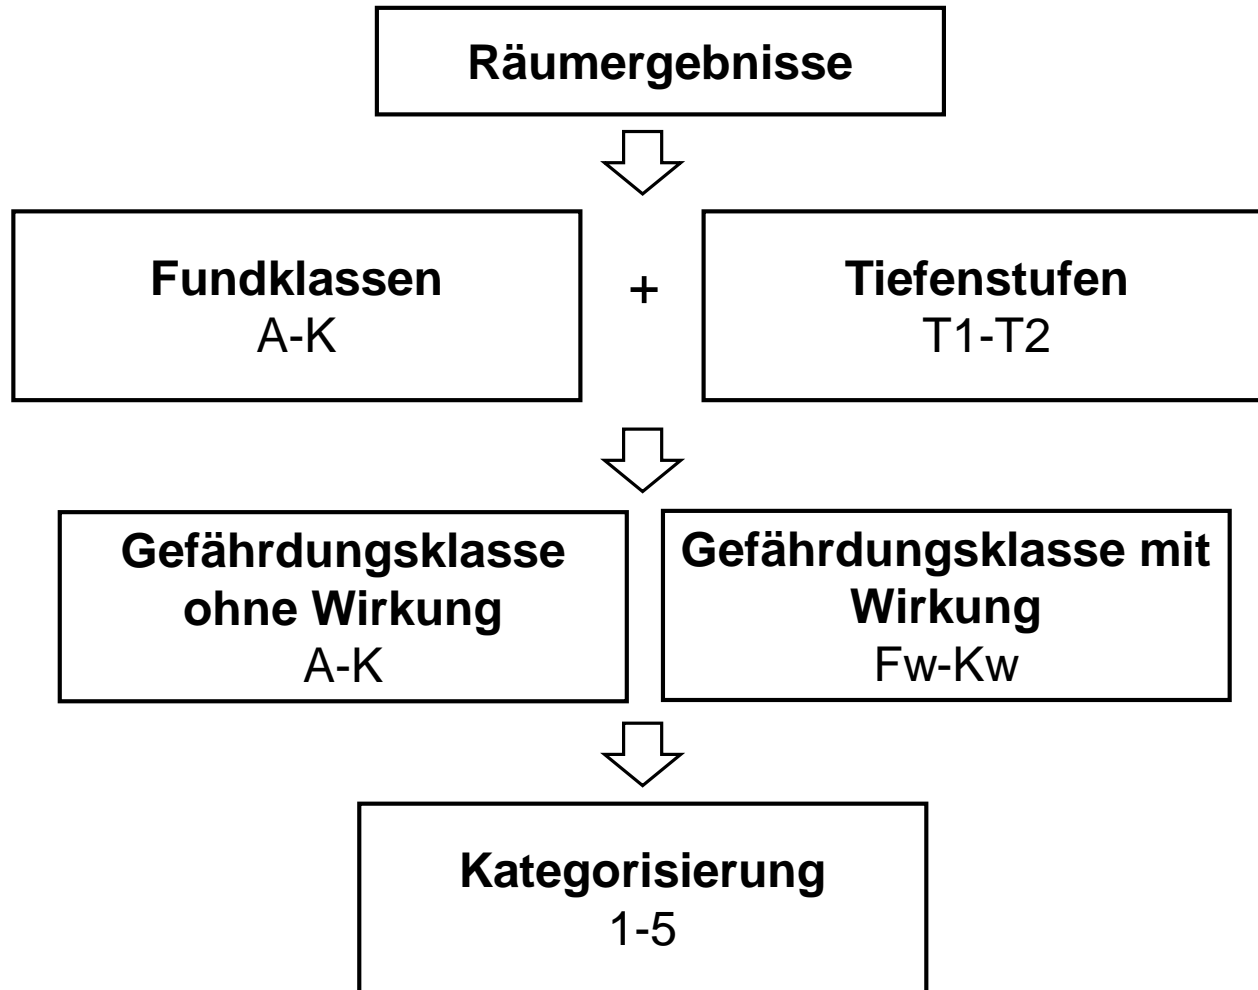 Räumergebnisse
Fundklassen
A-K
+
Tiefenstufen
T1-T2
Gefährdungsklasse
ohne Wirkung
A-K
Gefährdungsklasse mit
Wirkung
Fw-Kw
Kategorisierung
1-5